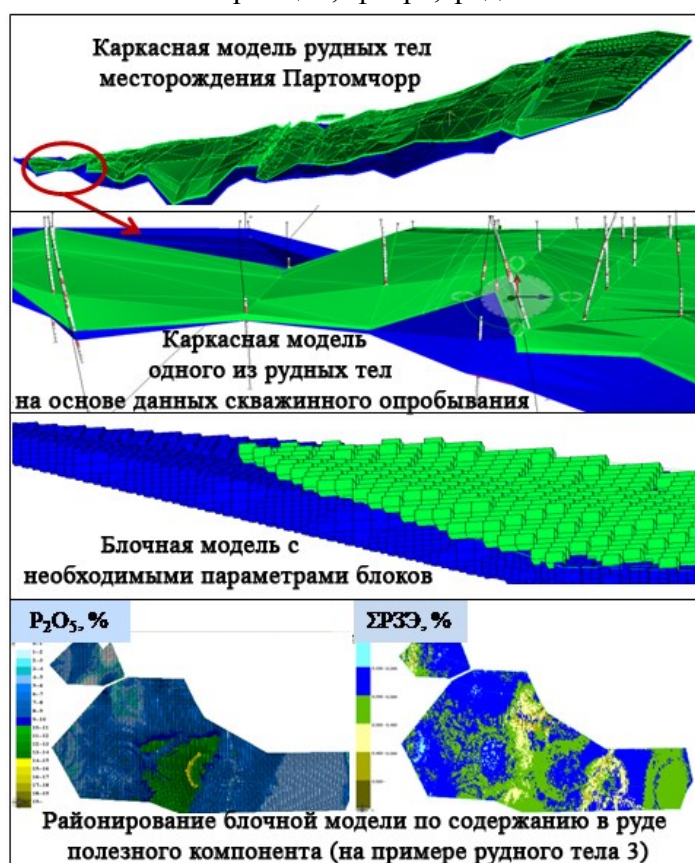 Каркасная модель рудных тел
месторождения Партомчорр
Каркасная модель
одного из рудных тел
на основе данных скважинного опробывания
Блочная модель с
необходимыми параметрами блоков
P₂O₅, %
ΣРЗЭ, %
Районирование блочной модели по содержанию в руде
полезного компонента (на примере рудного тела 3)